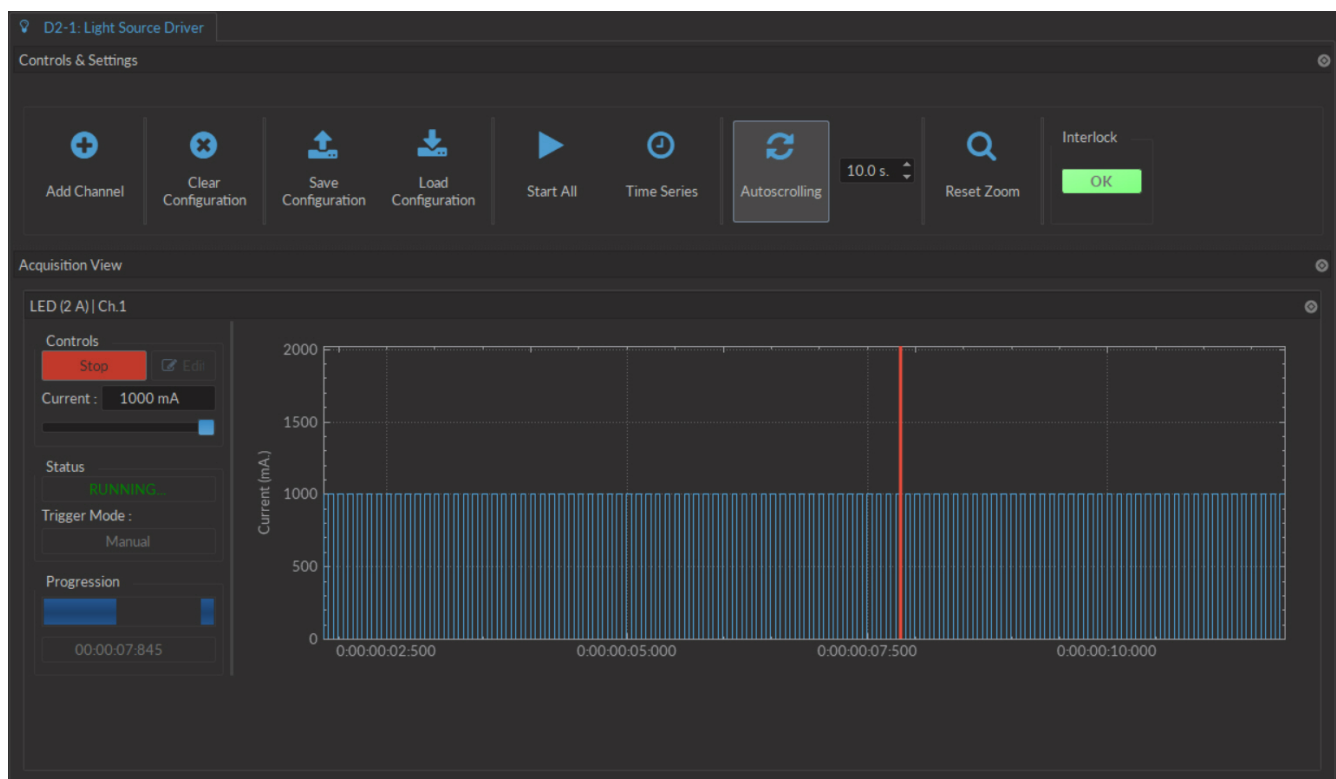 D2-1: Light Source Driver
Controls & Settings
Add Channel
Clear
Configuration
Save
Configuration
Load
Configuration
Start All
Time Series
Autoscrolling
10.0 s.
Reset Zoom
Interlock
OK
Acquisition View
LED (2 A) | Ch.1
Controls
Stop
Edit
Current :
1000 mA
Status
RUNNING...
Trigger Mode :
Manual
Progression
00:00:07:845
Current (mA.)
2000
1500
1000
500
0
0:00:00:02:500
0:00:00:05:000
0:00:00:07:500
0:00:00:10:000